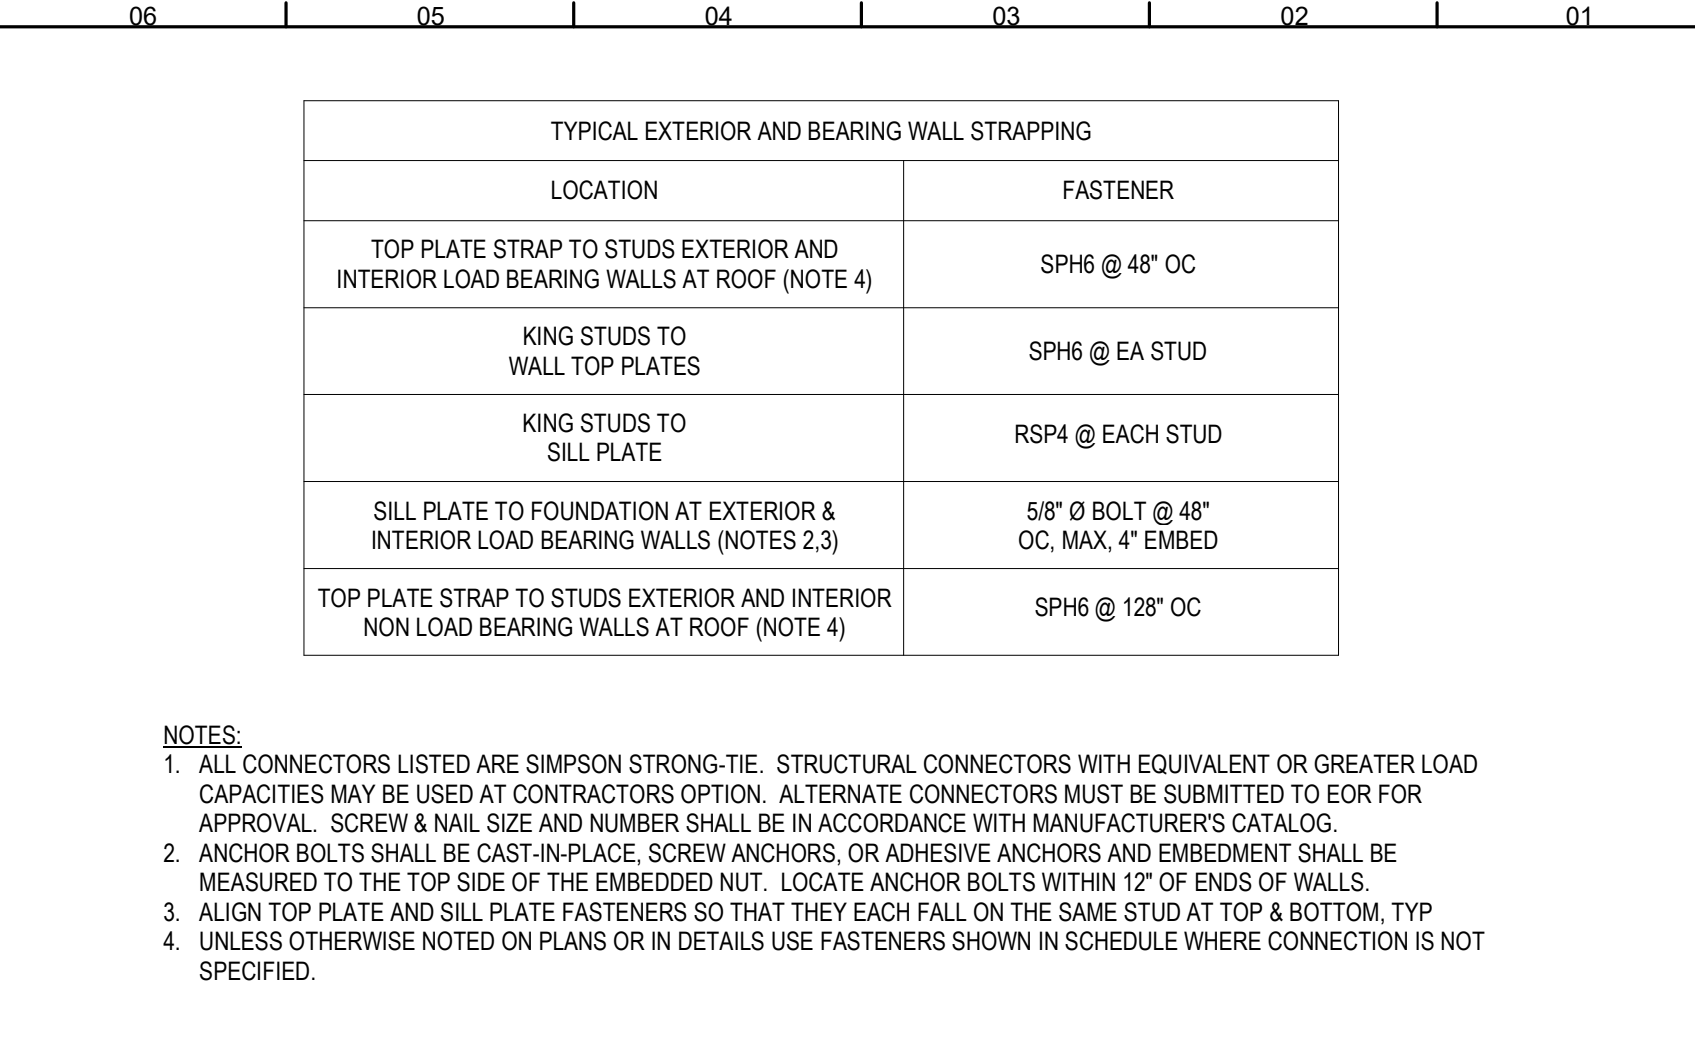 06 05 04 03 02 01
TYPICAL EXTERIOR AND BEARING WALL STRAPPING
LOCATION FASTENER
TOP PLATE STRAP TO STUDS EXTERIOR AND
INTERIOR LOAD BEARING WALLS AT ROOF (NOTE 4)
SPH6 @ 48" OC
KING STUDS TO
WALL TOP PLATES
SPH6 @ EA STUD
KING STUDS TO
SILL PLATE
RSP4 @ EACH STUD
SILL PLATE TO FOUNDATION AT EXTERIOR &
INTERIOR LOAD BEARING WALLS (NOTES 2,3)
5/8" Ø BOLT @ 48"
OC, MAX, 4" EMBED
TOP PLATE STRAP TO STUDS EXTERIOR AND INTERIOR
NON LOAD BEARING WALLS AT ROOF (NOTE 4)
SPH6 @ 128" OC
NOTES:
1. ALL CONNECTORS LISTED ARE SIMPSON STRONG-TIE. STRUCTURAL CONNECTORS WITH EQUIVALENT OR GREATER LOAD
CAPACITIES MAY BE USED AT CONTRACTORS OPTION. ALTERNATE CONNECTORS MUST BE SUBMITTED TO EOR FOR
APPROVAL. SCREW & NAIL SIZE AND NUMBER SHALL BE IN ACCORDANCE WITH MANUFACTURER'S CATALOG.
2. ANCHOR BOLTS SHALL BE CAST-IN-PLACE, SCREW ANCHORS, OR ADHESIVE ANCHORS AND EMBEDMENT SHALL BE
MEASURED TO THE TOP SIDE OF THE EMBEDDED NUT. LOCATE ANCHOR BOLTS WITHIN 12" OF ENDS OF WALLS.
3. ALIGN TOP PLATE AND SILL PLATE FASTENERS SO THAT THEY EACH FALL ON THE SAME STUD AT TOP & BOTTOM, TYP
4. UNLESS OTHERWISE NOTED ON PLANS OR IN DETAILS USE FASTENERS SHOWN IN SCHEDULE WHERE CONNECTION IS NOT
SPECIFIED.